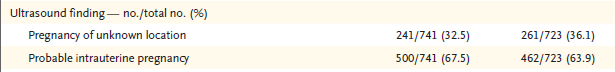 Ultrasound finding — no./total no. (%)
Pregnancy of unknown location 241/741 (32.5) 261/723 (36.1)
Probable intrauterine pregnancy 500/741 (67.5) 462/723 (63.9)